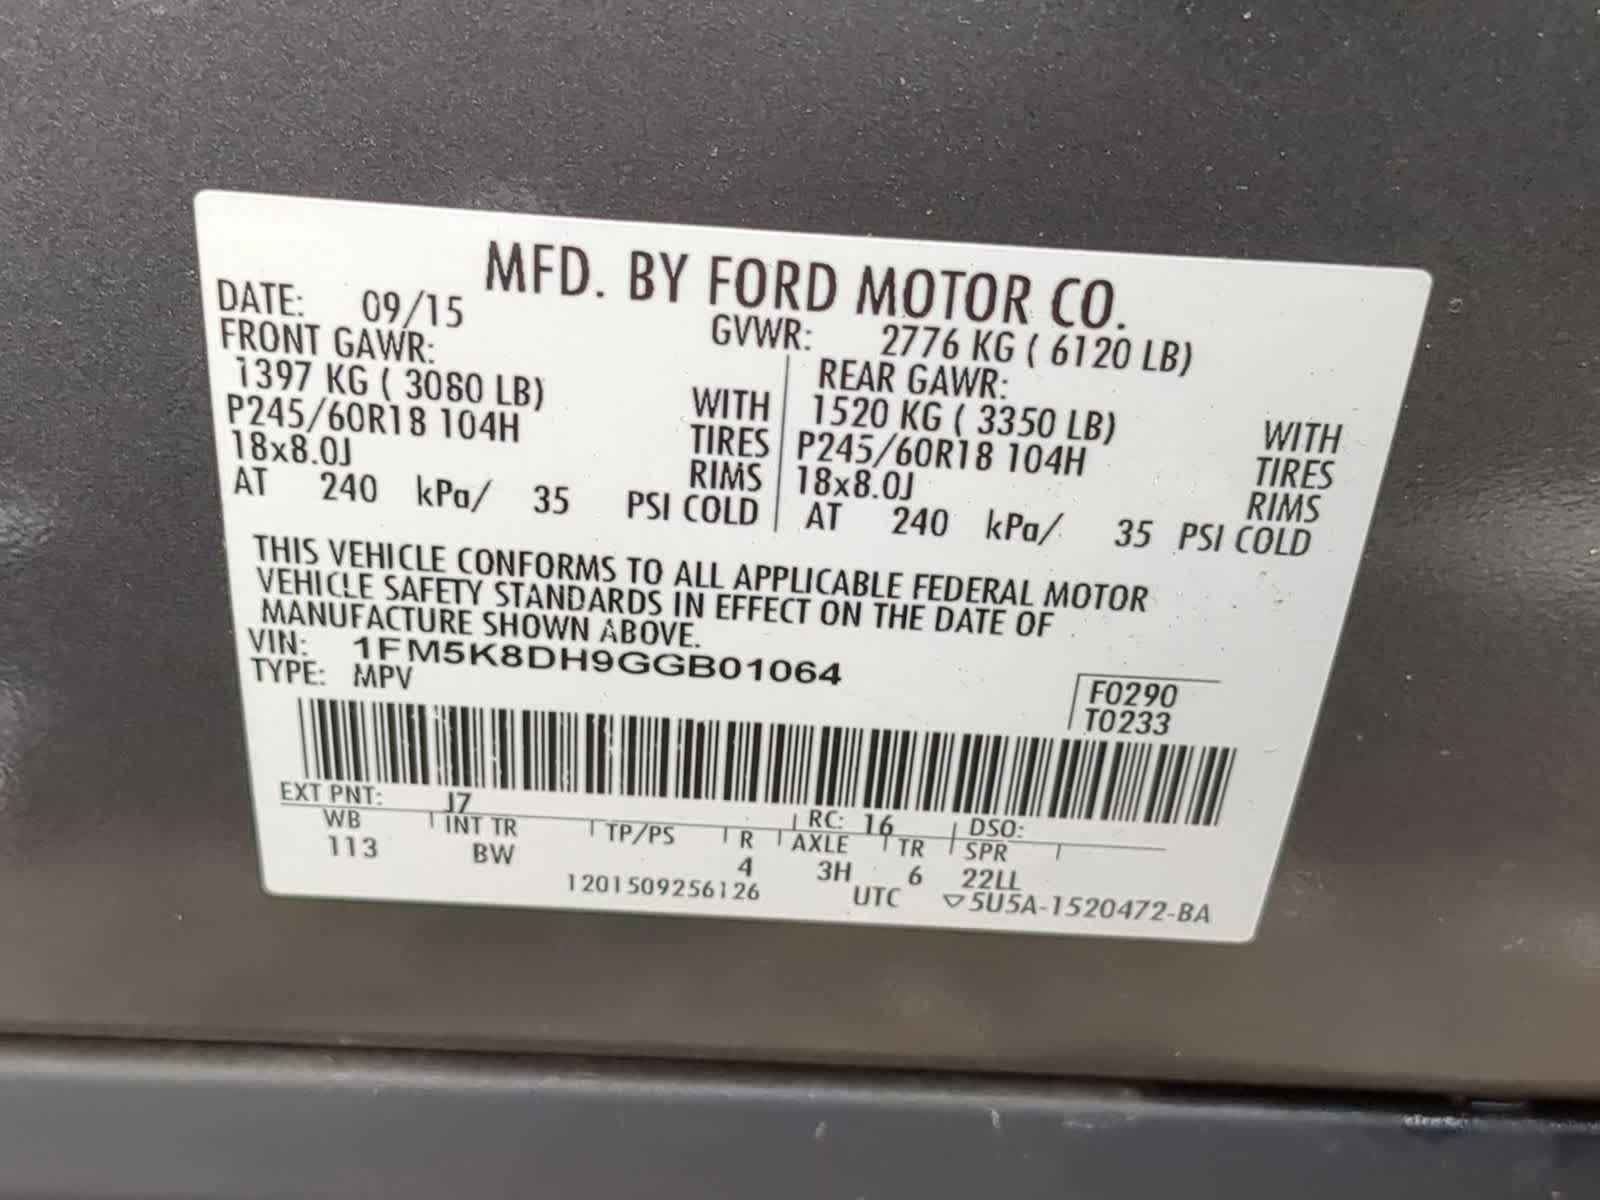 MFD. BY FORD MOTOR CO.
DATE: 09/15 GVWR: 2776 KG ( 6120 LB)
FRONT GAWR: REAR GAWR:
1397 KG ( 3080 LB) WITH 1520 KG ( 3350 LB) WITH
P245/60R18 104H TIRES P245/60R18 104H TIRES
18x8.0J RIMS 18x8.0J RIMS
AT 240 kPa/ 35 PSI COLD AT 240 kPa/ 35 PSI COLD
THIS VEHICLE CONFORMS TO ALL APPLICABLE FEDERAL MOTOR
VEHICLE SAFETY STANDARDS IN EFFECT ON THE DATE OF
MANUFACTURE SHOWN ABOVE.
VIN: 1FM5K8DH9GGB01064
TYPE: MPV
F0290
T0233
EXT PNT: J7 RC: 16 DSO:
WB INT TR TP/PS R AXLE TR SPR
113 BW 4 3H 6 22LL
1201509256126 UTC ▽5U5A-1520472-BA